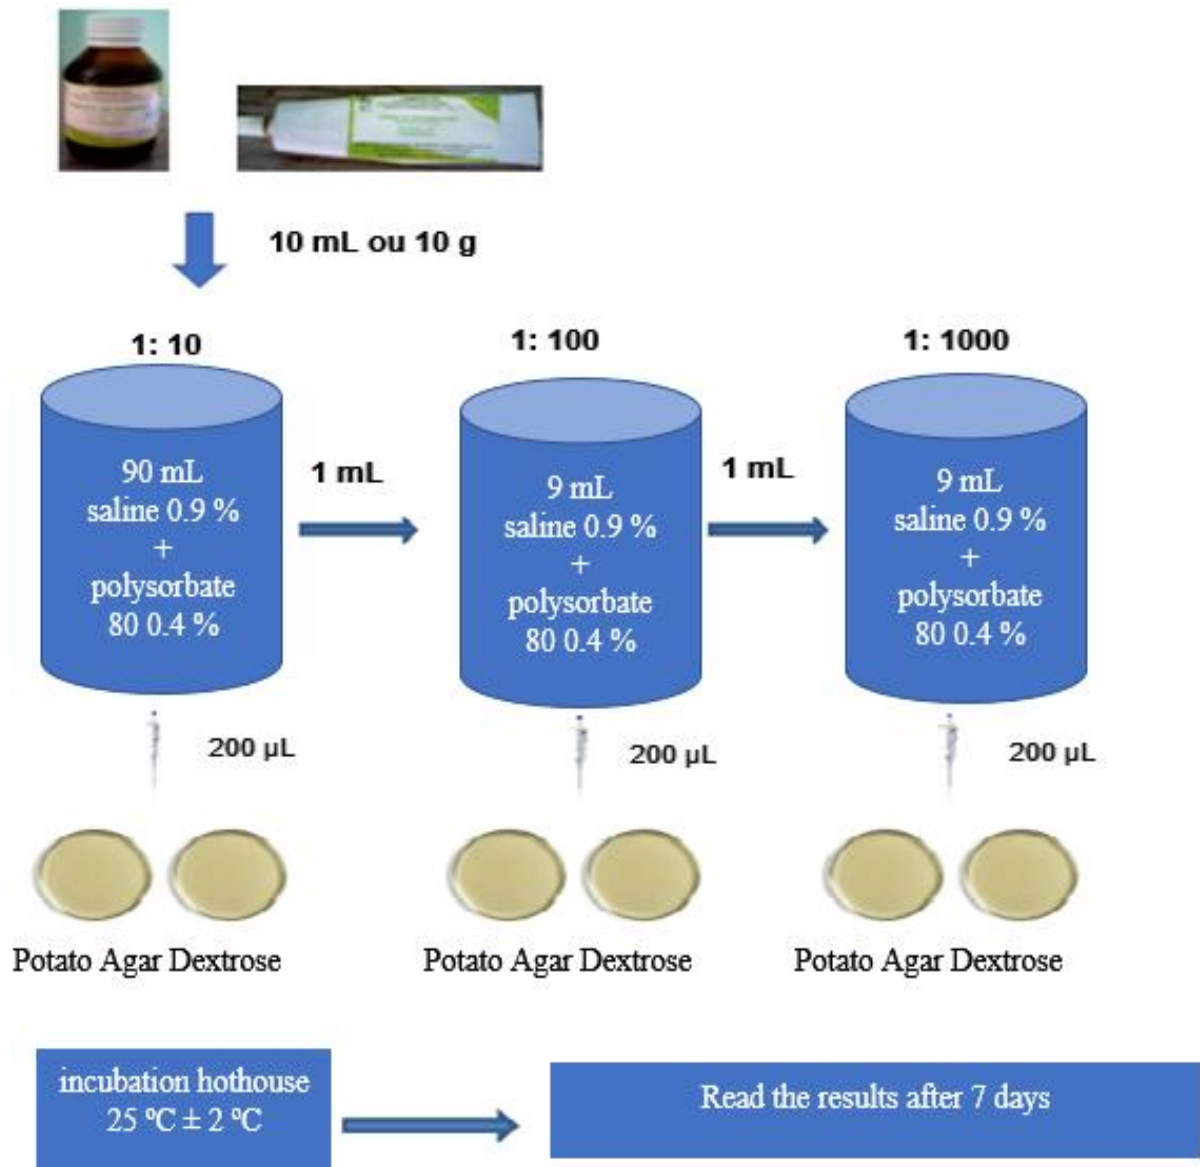 10 mL ou 10 g
1: 10
1: 100
1: 1000
90 mL
saline 0.9 %
+
polysorbate
80 0.4 %
1 mL
9 mL
saline 0.9 %
+
polysorbate
80 0.4 %
1 mL
9 mL
saline 0.9 %
+
polysorbate
80 0.4 %
200 µL
200 µL
200 µL
Potato Agar Dextrose
Potato Agar Dextrose
Potato Agar Dextrose
incubation hothouse
25 ºC ± 2 ºC
Read the results after 7 days